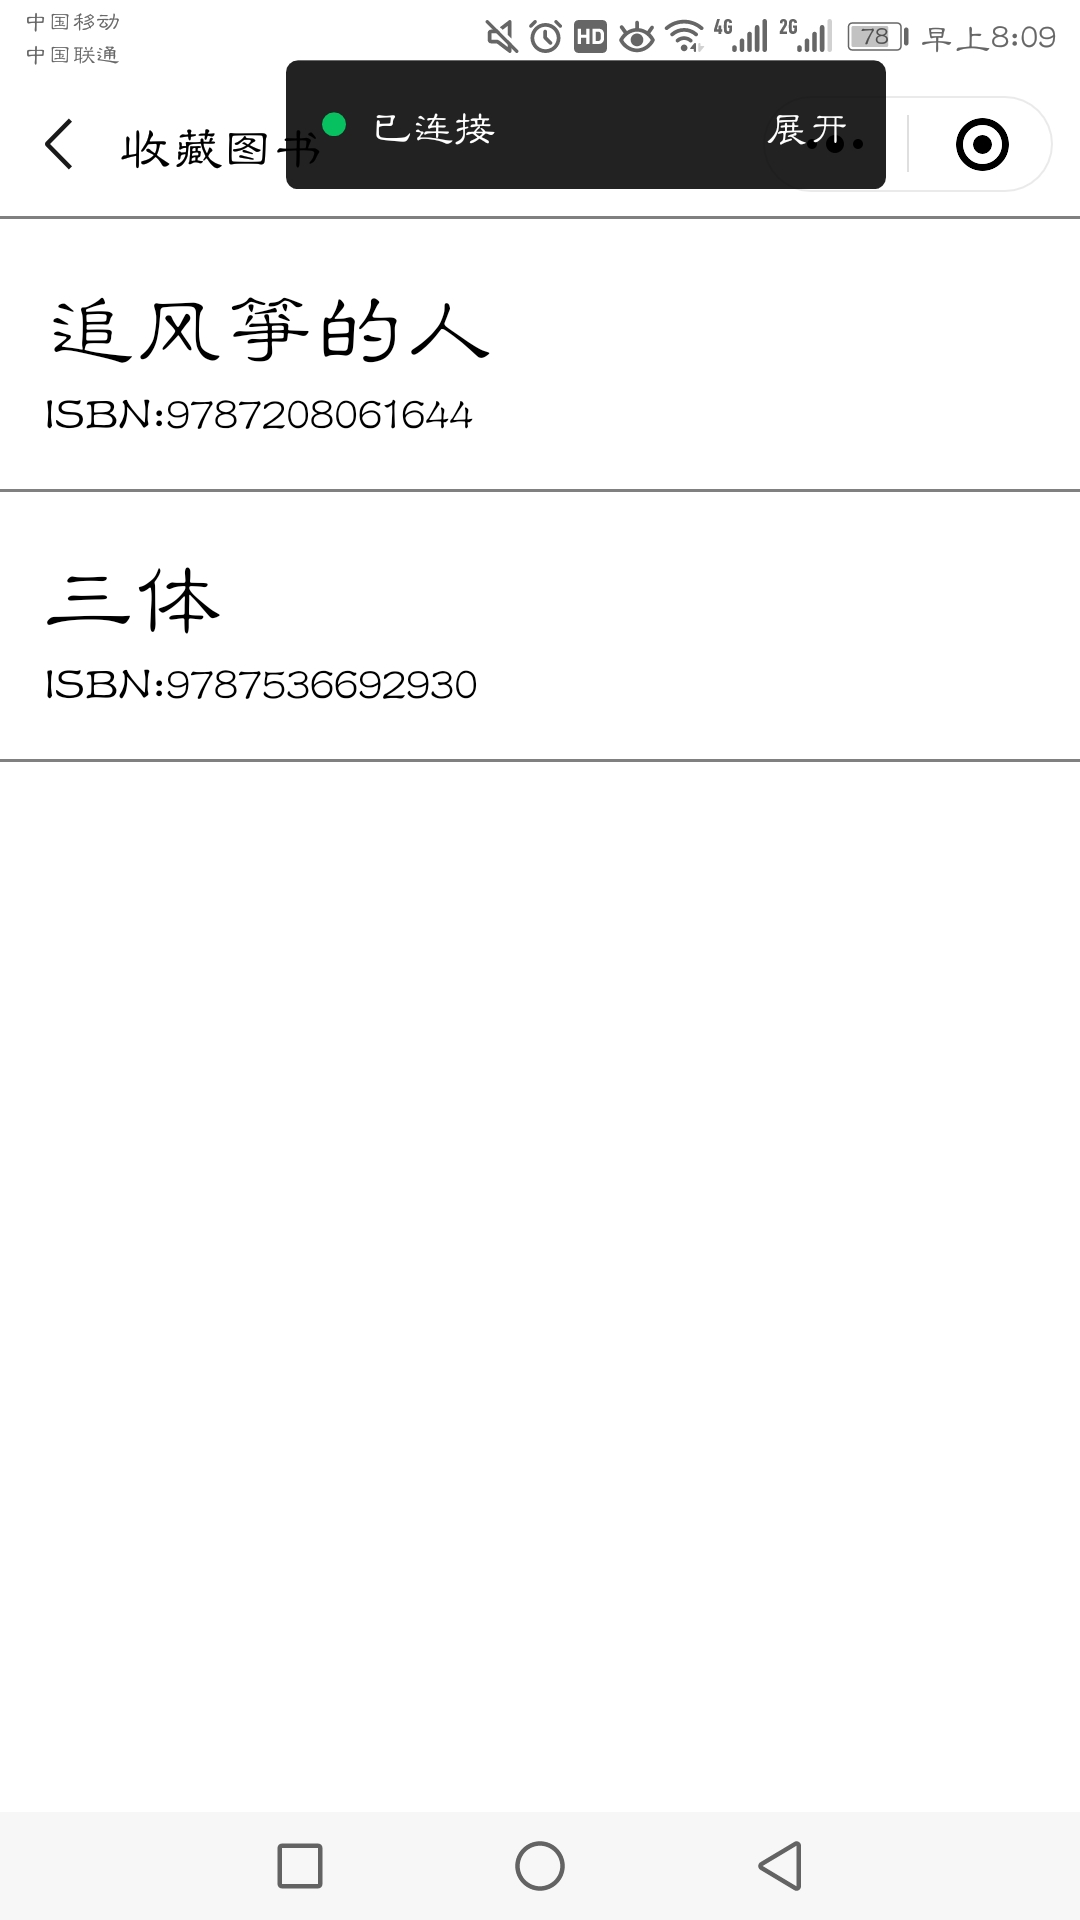 中国移动
中国联通
HD 4G 2G 78 早上8:09
收藏图书
已连接 展开
追风筝的人
ISBN:9787208061644
三体
ISBN:9787536692930